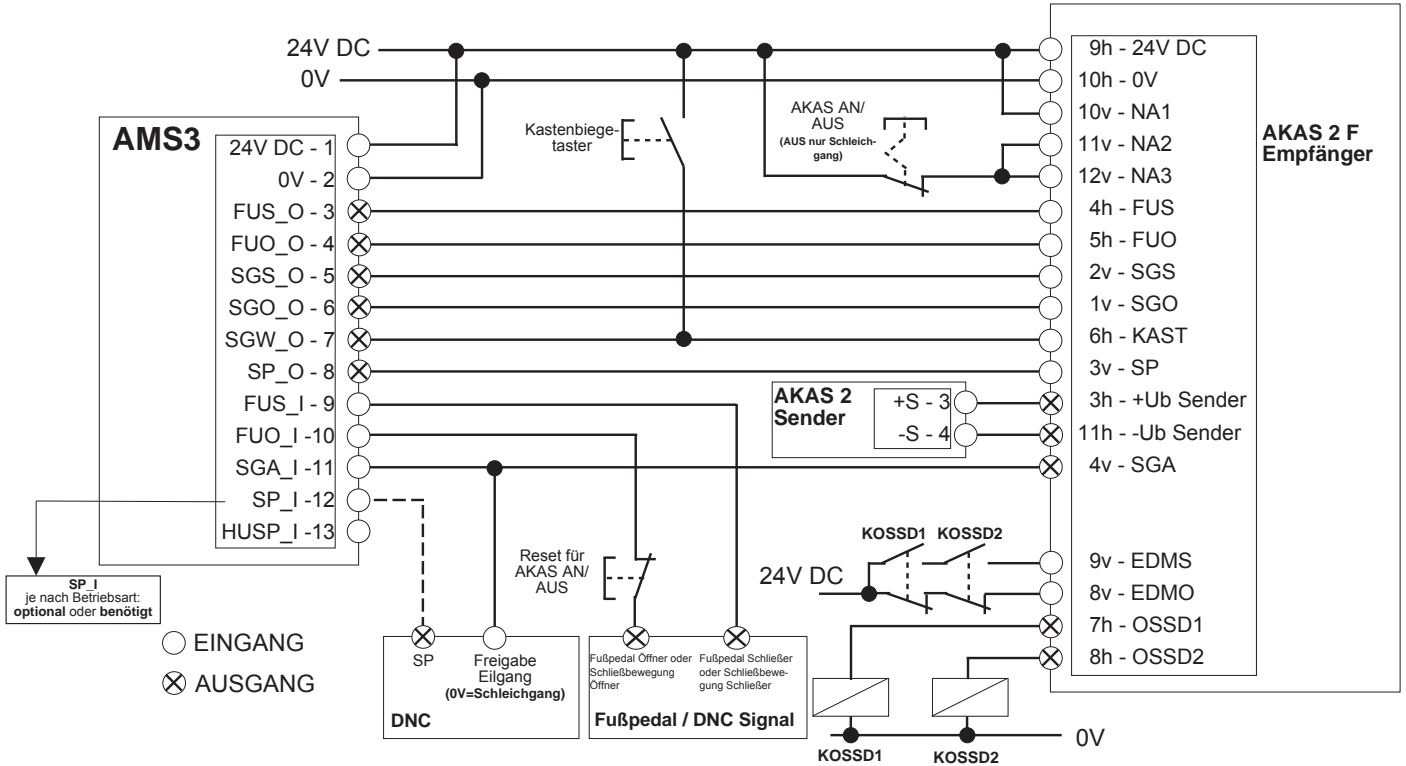 24V DC
0V
AMS3
24V DC - 1
0V - 2
FUS_O - 3
FUO_O - 4
SGS_O - 5
SGO_O - 6
SGW_O - 7
SP_O - 8
FUS_I - 9
FUO_I -10
SGA_I -11
SP_I -12
HUSP_I -13
SP_I
je nach Betriebsart:
optional oder benötigt
EINGANG
AUSGANG
Kastenbiege-
taster
AKAS AN/
AUS
(AUS nur Schleich-
gang)
AKAS 2
Sender
+S - 3
-S - 4
Reset für
AKAS AN/
AUS
SP
Freigabe
Eilgang
(0V=Schleichgang)
DNC
Fußpedal Öffner oder
Schließbewegung
Öffner
Fußpedal Schließer
oder Schließbewe-
gung Schließer
Fußpedal / DNC Signal
24V DC
KOSSD1
KOSSD2
KOSSD1
KOSSD2
0V
9h - 24V DC
10h - 0V
10v - NA1
11v - NA2
12v - NA3
4h - FUS
5h - FUO
2v - SGS
1v - SGO
6h - KAST
3v - SP
3h - +Ub Sender
11h - -Ub Sender
4v - SGA
9v - EDMS
8v - EDMO
7h - OSSD1
8h - OSSD2
AKAS 2 F
Empfänger